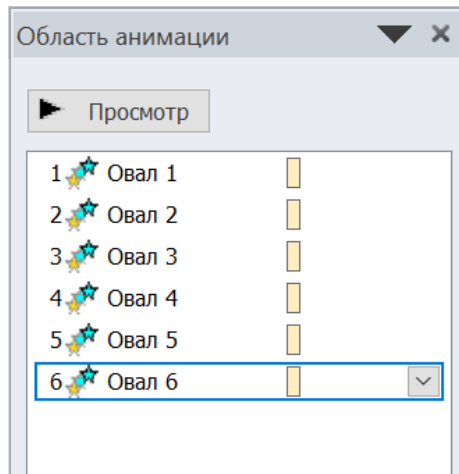 Область анимации
Просмотр
1 Овал 1
2 Овал 2
3 Овал 3
4 Овал 4
5 Овал 5
6 Овал 6